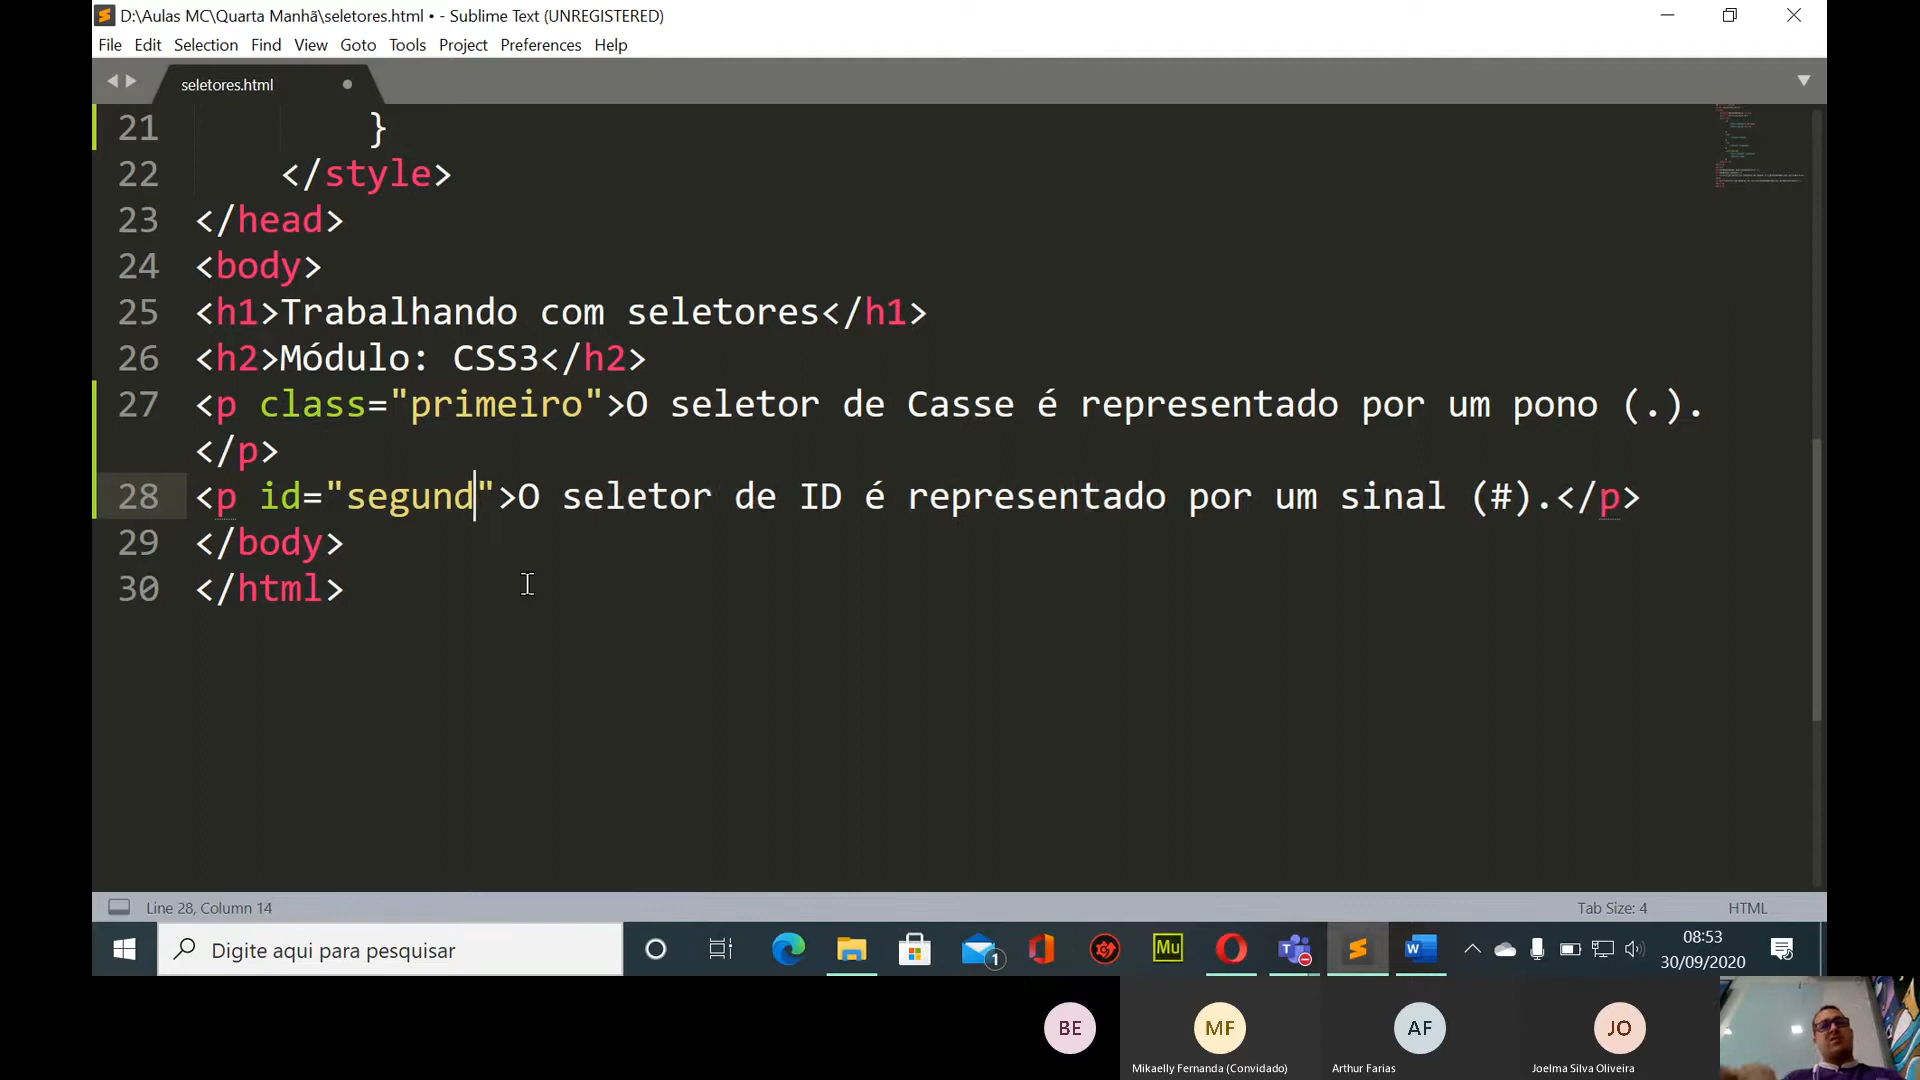 D:\Aulas MC\Quarta Manhã\seletores.html • - Sublime Text (UNREGISTERED)
File Edit Selection Find View Goto Tools Project Preferences Help
seletores.html
21 }
22 </style>
23 </head>
24 <body>
25 <h1>Trabalhando com seletores</h1>
26 <h2>Módulo: CSS3</h2>
27 <p class="primeiro">O seletor de Casse é representado por um pono (.).
</p>
28 <p id="segund">O seletor de ID é representado por um sinal (#).</p>
29 </body>
30 </html>
Line 28, Column 14 Tab Size: 4 HTML
Digite aqui para pesquisar
1
Mu
08:53
30/09/2020
BE MF AF JO
Mikaelly Fernanda (Convidado) Arthur Farias Joelma Silva Oliveira